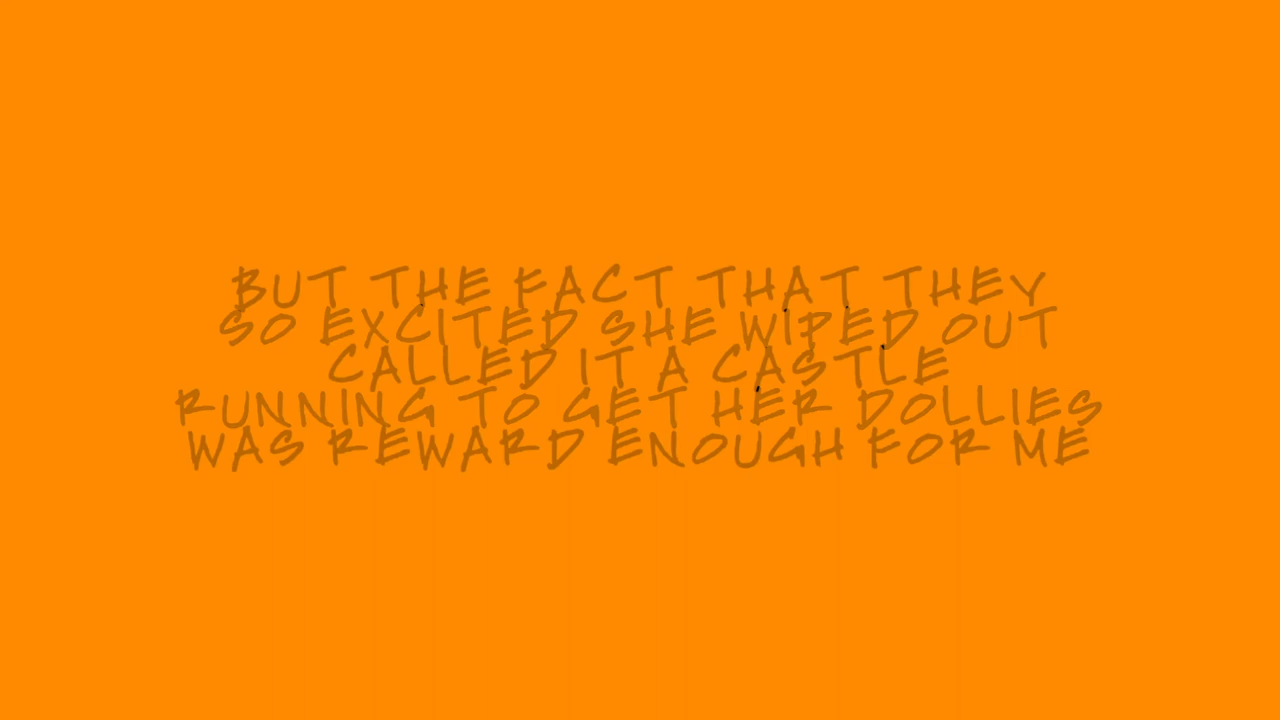 BUT THE FACT THAT THEY
SO EXCITED SHE WIPED OUT
CALLED IT A CASTLE
RUNNING TO GET HER DOLLIES
WAS REWARD ENOUGH FOR ME